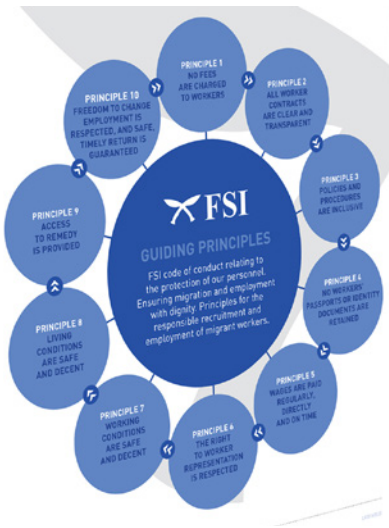 PRINCIPLE 1
NO FEES
ARE CHARGED
TO WORKERS
PRINCIPLE 2
ALL WORKER
CONTRACTS
ARE CLEAR AND
TRANSPARENT
PRINCIPLE 3
POLICIES AND
PROCEDURES
ARE INCLUSIVE
PRINCIPLE 4
NO WORKERS'
PASSPORTS OR IDENTITY
DOCUMENTS ARE
RETAINED
PRINCIPLE 5
WAGES ARE PAID
REGULARLY,
DIRECTLY
AND ON TIME
PRINCIPLE 6
THE RIGHT
TO WORKER
REPRESENTATION
IS RESPECTED
PRINCIPLE 7
WORKING
CONDITIONS
ARE SAFE
AND DECENT
PRINCIPLE 8
LIVING
CONDITIONS
ARE SAFE
AND DECENT
PRINCIPLE 9
ACCESS
TO REMEDY
IS PROVIDED
PRINCIPLE 10
FREEDOM TO CHANGE
EMPLOYMENT IS
RESPECTED, AND SAFE,
TIMELY RETURN IS
GUARANTEED
FSI
GUIDING PRINCIPLES
FSI code of conduct relating to
the protection of our personnel.
Ensuring migration and employment
with dignity. Principles for the
responsible recruitment and
employment of migrant workers.